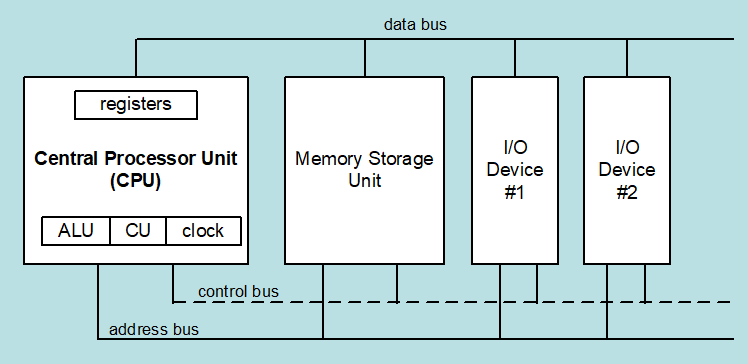 data bus
registers
Central Processor Unit
(CPU)
ALU
CU
clock
Memory Storage
Unit
I/O
Device
#1
I/O
Device
#2
control bus
address bus